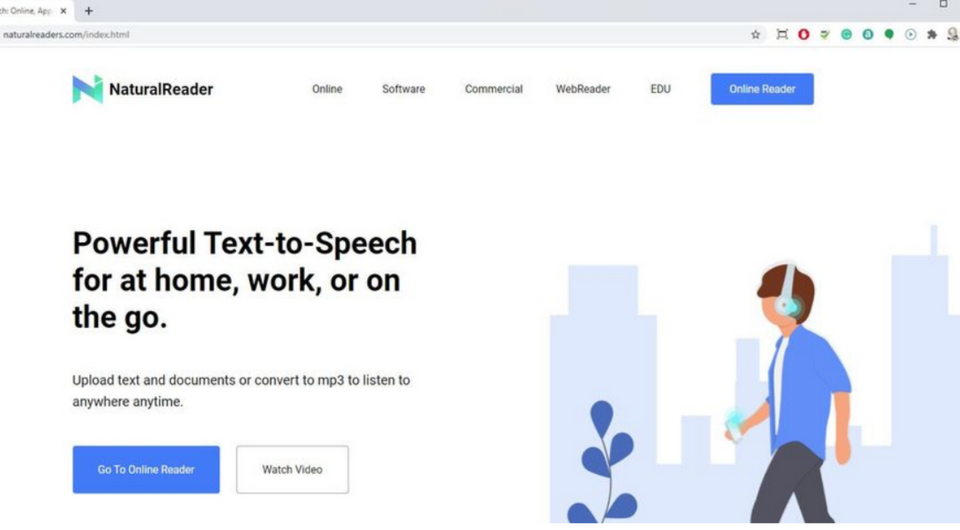 ch: Online, App
naturalreaders.com/index.html
NaturalReader
Online
Software
Commercial
WebReader
EDU
Online Reader
Powerful Text-to-Speech
for at home, work, or on
the go.
Upload text and documents or convert to mp3 to listen to
anywhere anytime.
Go To Online Reader
Watch Video